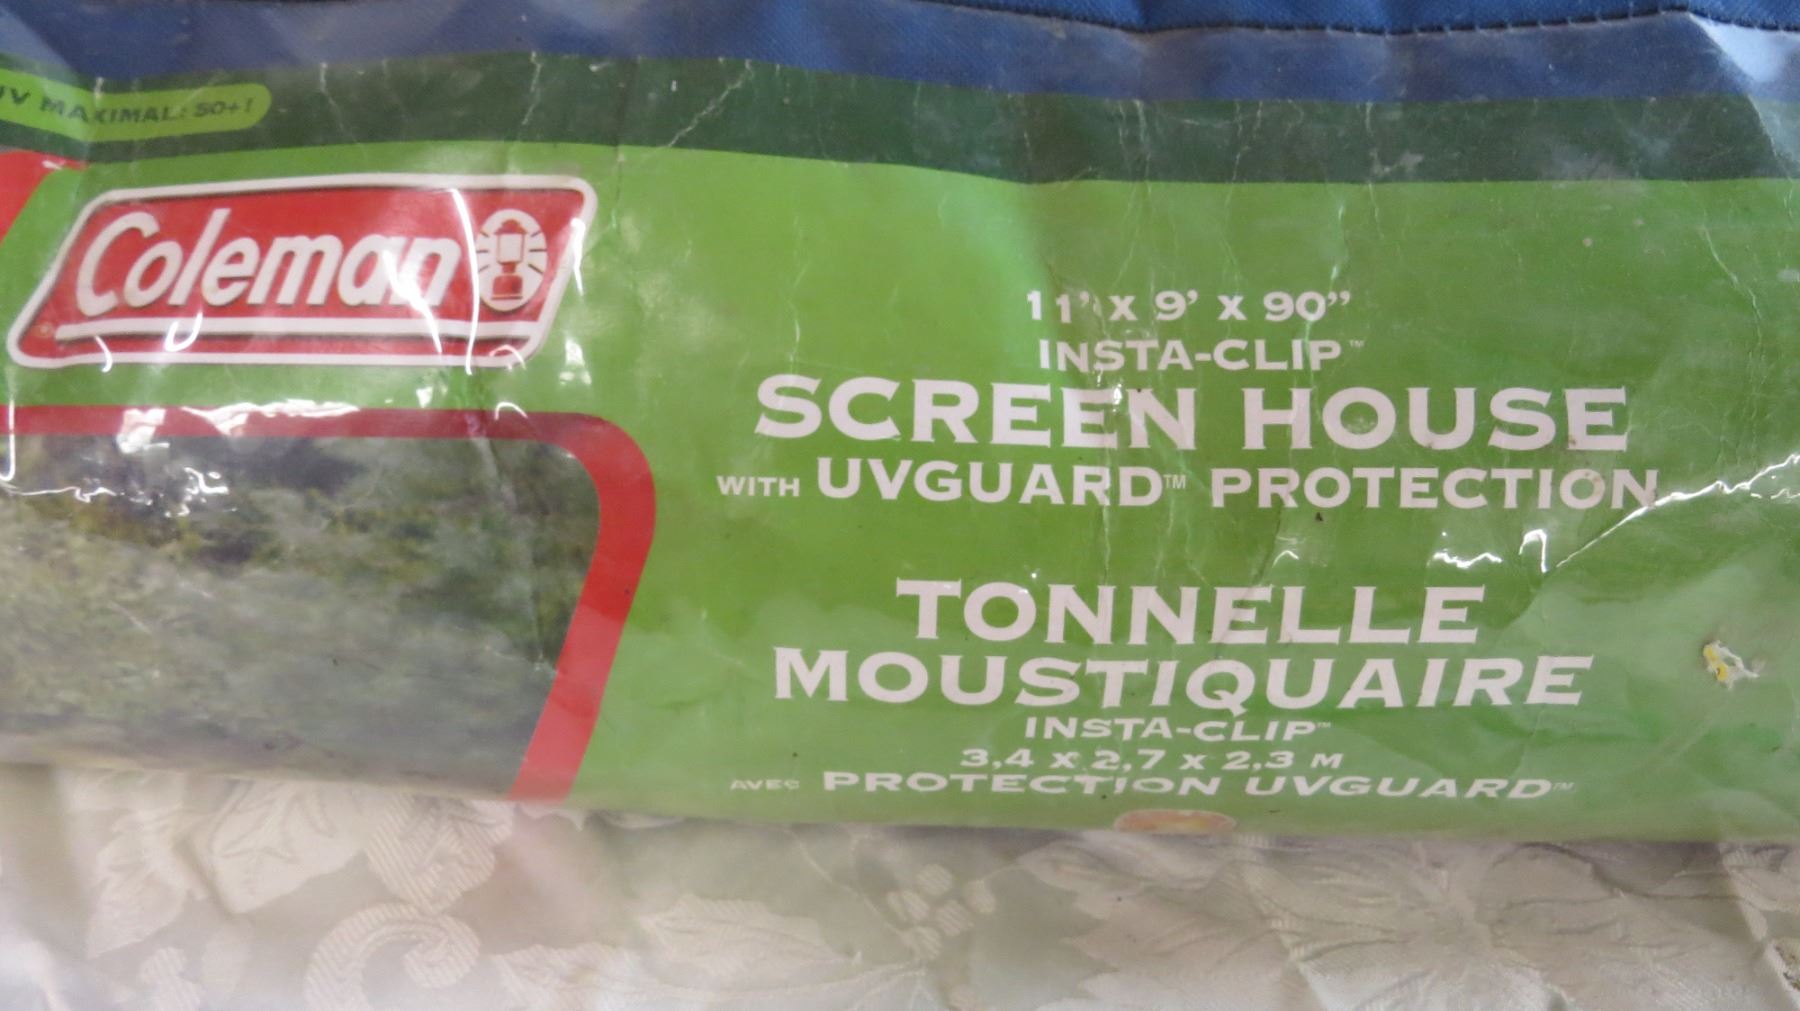 UV MAXIMAL: 50+!
Coleman
11' x 9' x 90"
INSTA-CLIP™
SCREEN HOUSE
WITH UVGUARD™ PROTECTION
TONNELLE
MOUSTIQUAIRE
INSTA-CLIP™
3,4 x 2,7 x 2,3 M
AVEC PROTECTION UVGUARD™